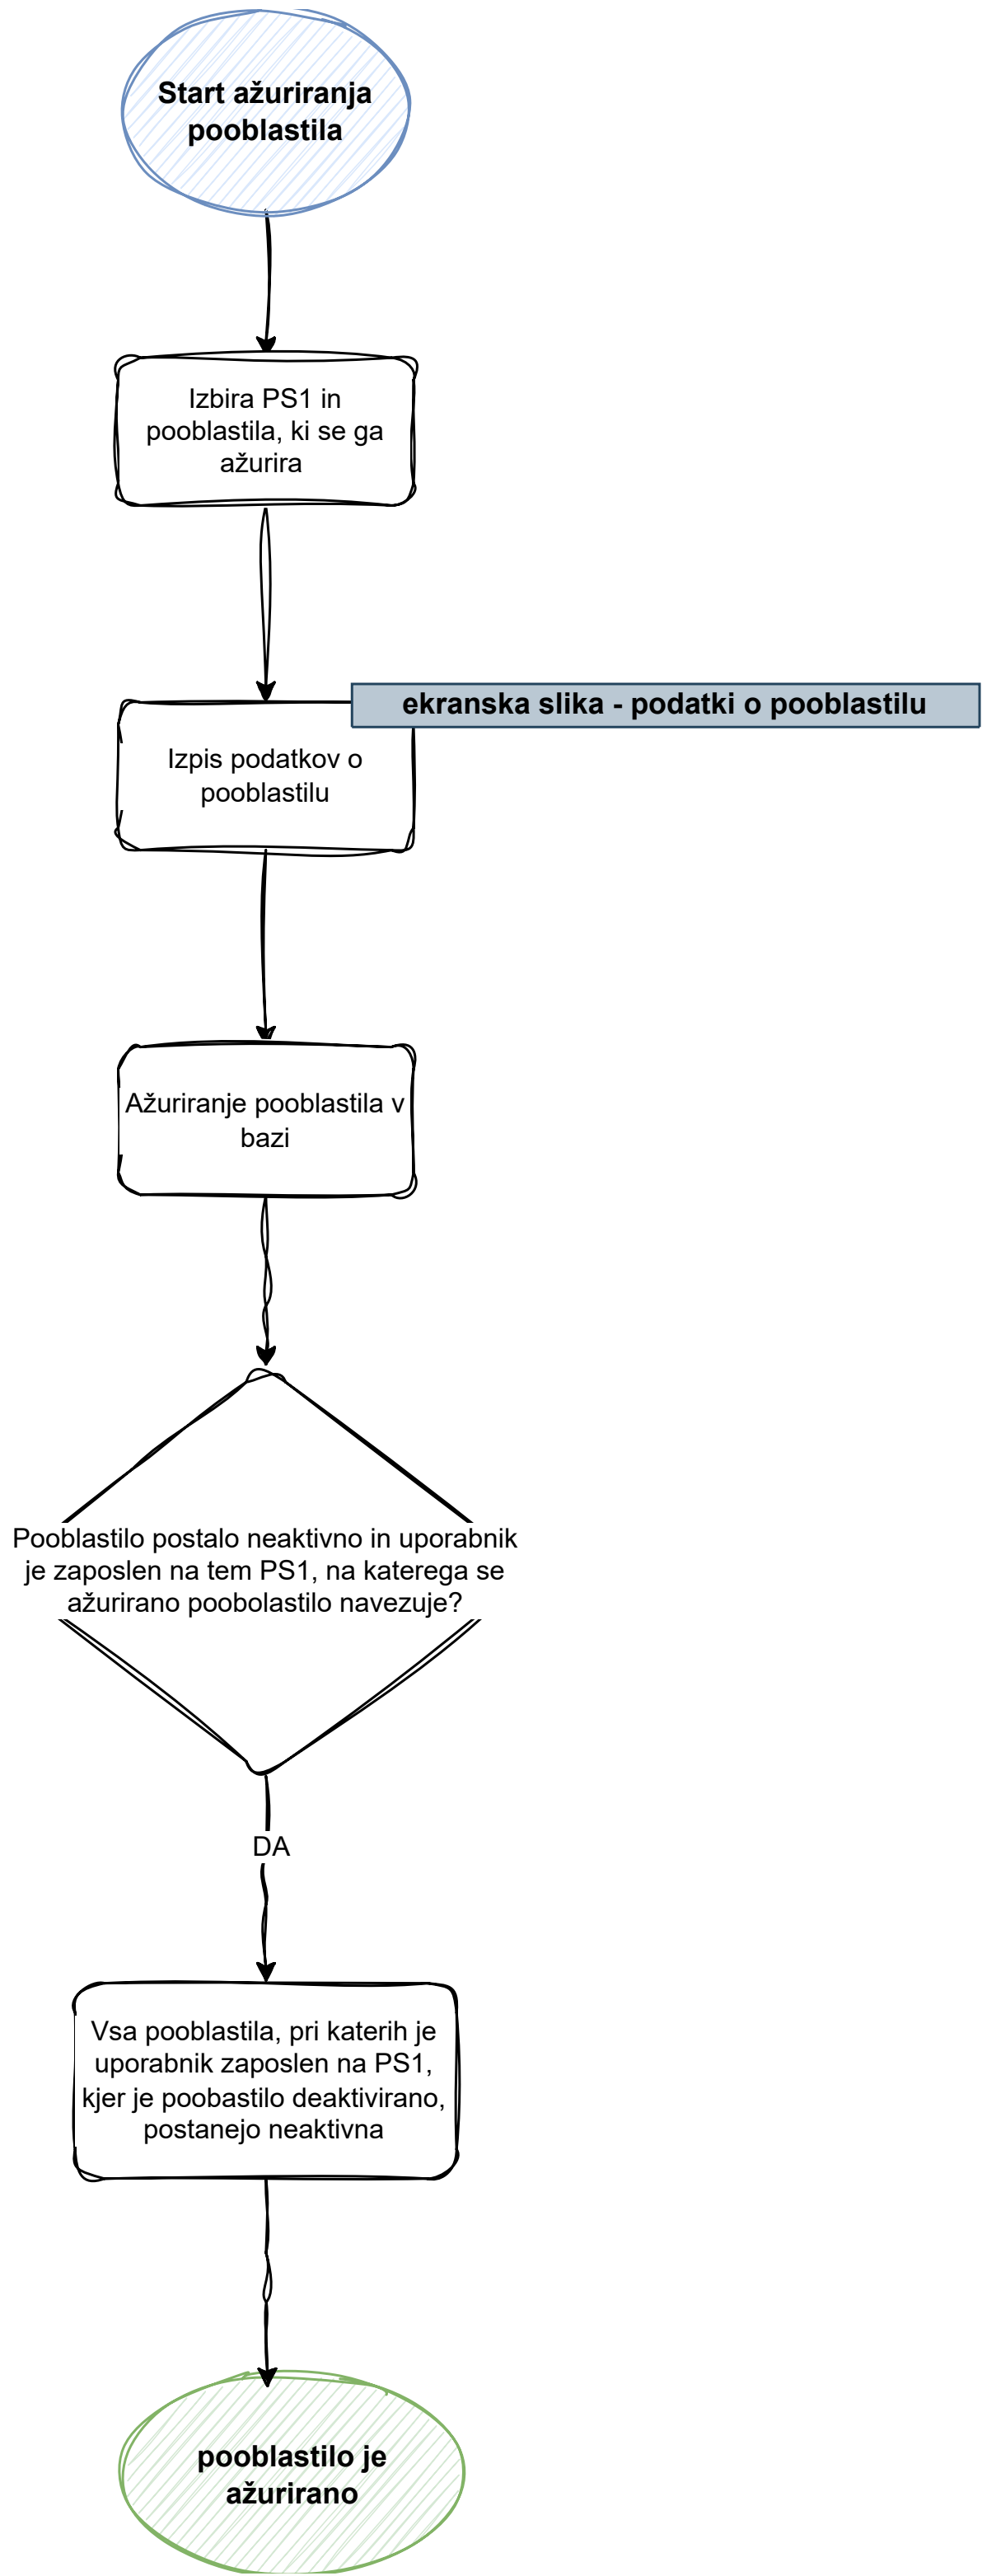 Start ažuriranja
pooblastila
Izbira PS1 in
pooblastila, ki se ga
ažurira
ekranska slika - podatki o pooblastilu
Izpis podatkov o
pooblastilu
Ažuriranje pooblastila v
bazi
Pooblastilo postalo neaktivno in uporabnik
je zaposlen na tem PS1, na katerega se
ažurirano poobolastilo navezuje?
DA
Vsa pooblastila, pri katerih je
uporabnik zaposlen na PS1,
kjer je poobastilo deaktivirano,
postanejo neaktivna
pooblastilo je
ažurirano